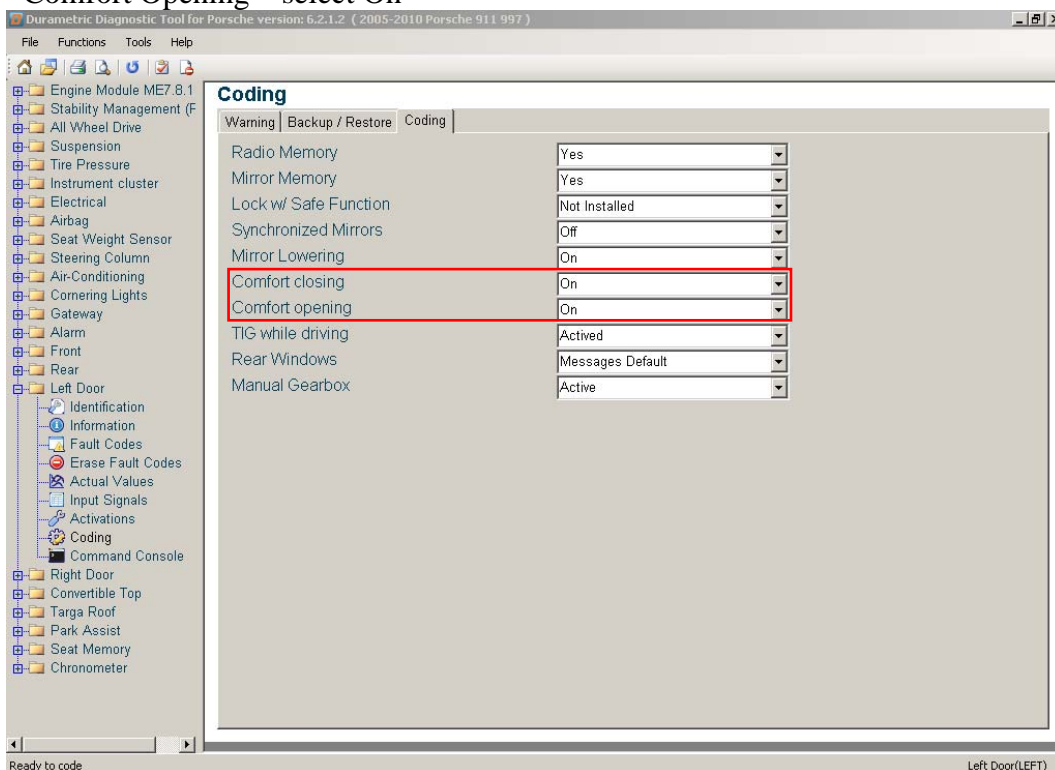 Comfort Opening – select On
Durametric Diagnostic Tool for Porsche version: 6.2.1.2 ( 2005-2010 Porsche 911 997 )
File Functions Tools Help
Engine Module ME7.8.1
Stability Management (F
All Wheel Drive
Suspension
Tire Pressure
Instrument cluster
Electrical
Airbag
Seat Weight Sensor
Steering Column
Air-Conditioning
Cornering Lights
Gateway
Alarm
Front
Rear
Left Door
Identification
Information
Fault Codes
Erase Fault Codes
Actual Values
Input Signals
Activations
Coding
Command Console
Right Door
Convertible Top
Targa Roof
Park Assist
Seat Memory
Chronometer
Coding
Warning Backup / Restore Coding
Radio Memory Yes
Mirror Memory Yes
Lock w/ Safe Function Not Installed
Synchronized Mirrors Off
Mirror Lowering On
Comfort closing On
Comfort opening On
TIG while driving Actived
Rear Windows Messages Default
Manual Gearbox Active
Ready to code Left Door(LEFT)